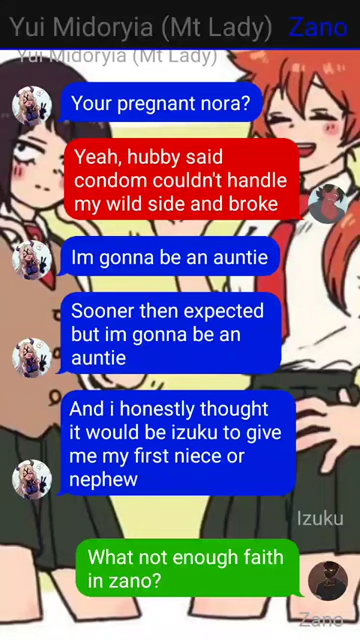 Yui Midoryia (Mt Lady) Zano
Yui Midoryia (Mt Lady)
Your pregnant nora?
Yeah, hubby said
condom couldn't handle
my wild side and broke
Im gonna be an auntie
Sooner then expected
but im gonna be an
auntie
And i honestly thought
it would be izuku to give
me my first niece or
nephew
Izuku
What not enough faith
in zano?
Zano